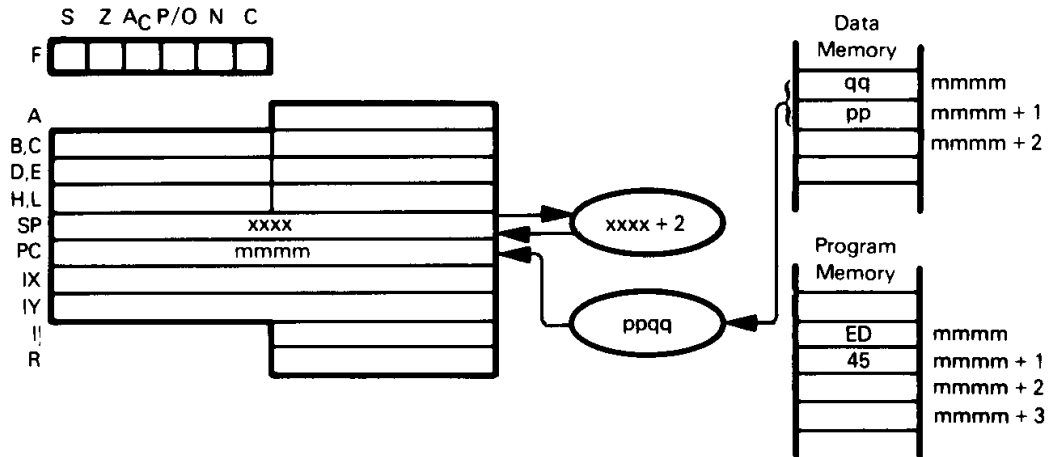 S Z AC P/O N C
F
Data
Memory
qq mmmm
pp mmmm + 1
mmmm + 2
A
B,C
D,E
H,L
SP xxxx
xxxx + 2
PC mmmm
IX
IY
I
R
ppqq
Program
Memory
ED mmmm
45 mmmm + 1
mmmm + 2
mmmm + 3